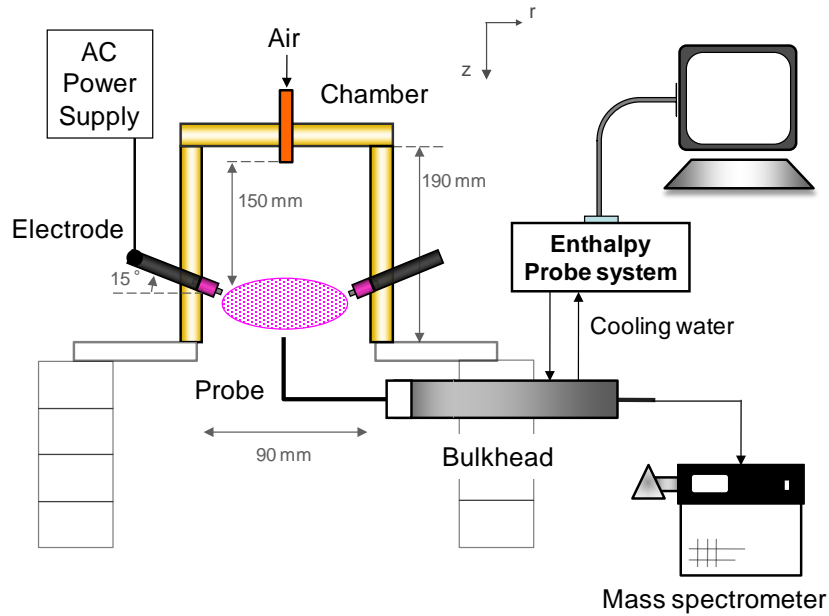 AC
Power
Supply
Air
r
z
Chamber
150 mm
190 mm
Electrode
15°
Enthalpy
Probe system
Cooling water
Probe
90 mm
Bulkhead
Mass spectrometer